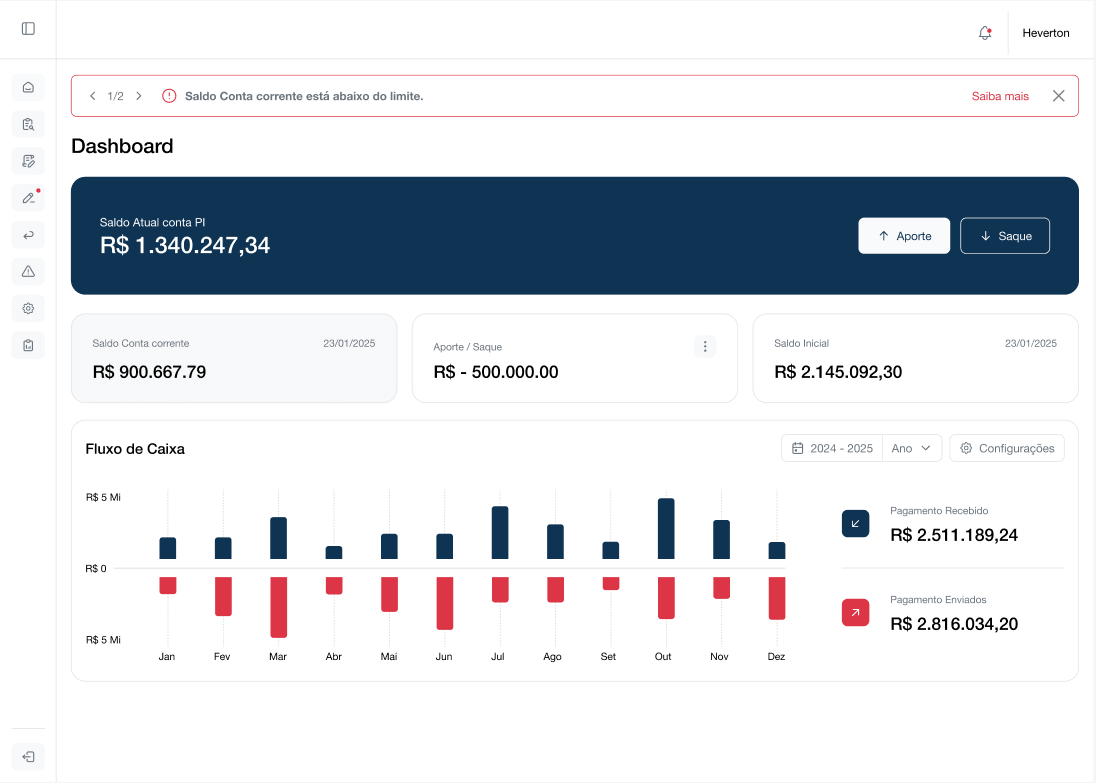 Heverton
1/2
Saldo Conta corrente está abaixo do limite.
Saiba mais
Dashboard
Saldo Atual conta PI
R$ 1.340.247,34
Aporte
Saque
Saldo Conta corrente
23/01/2025
R$ 900.667.79
Aporte / Saque
R$ - 500.000.00
Saldo Inicial
23/01/2025
R$ 2.145.092,30
Fluxo de Caixa
2024 - 2025
Ano
Configurações
R$ 5 Mi
R$ 0
R$ 5 Mi
Jan Fev Mar Abr Mai Jun Jul Ago Set Out Nov Dez
Pagamento Recebido
R$ 2.511.189,24
Pagamento Enviados
R$ 2.816.034,20